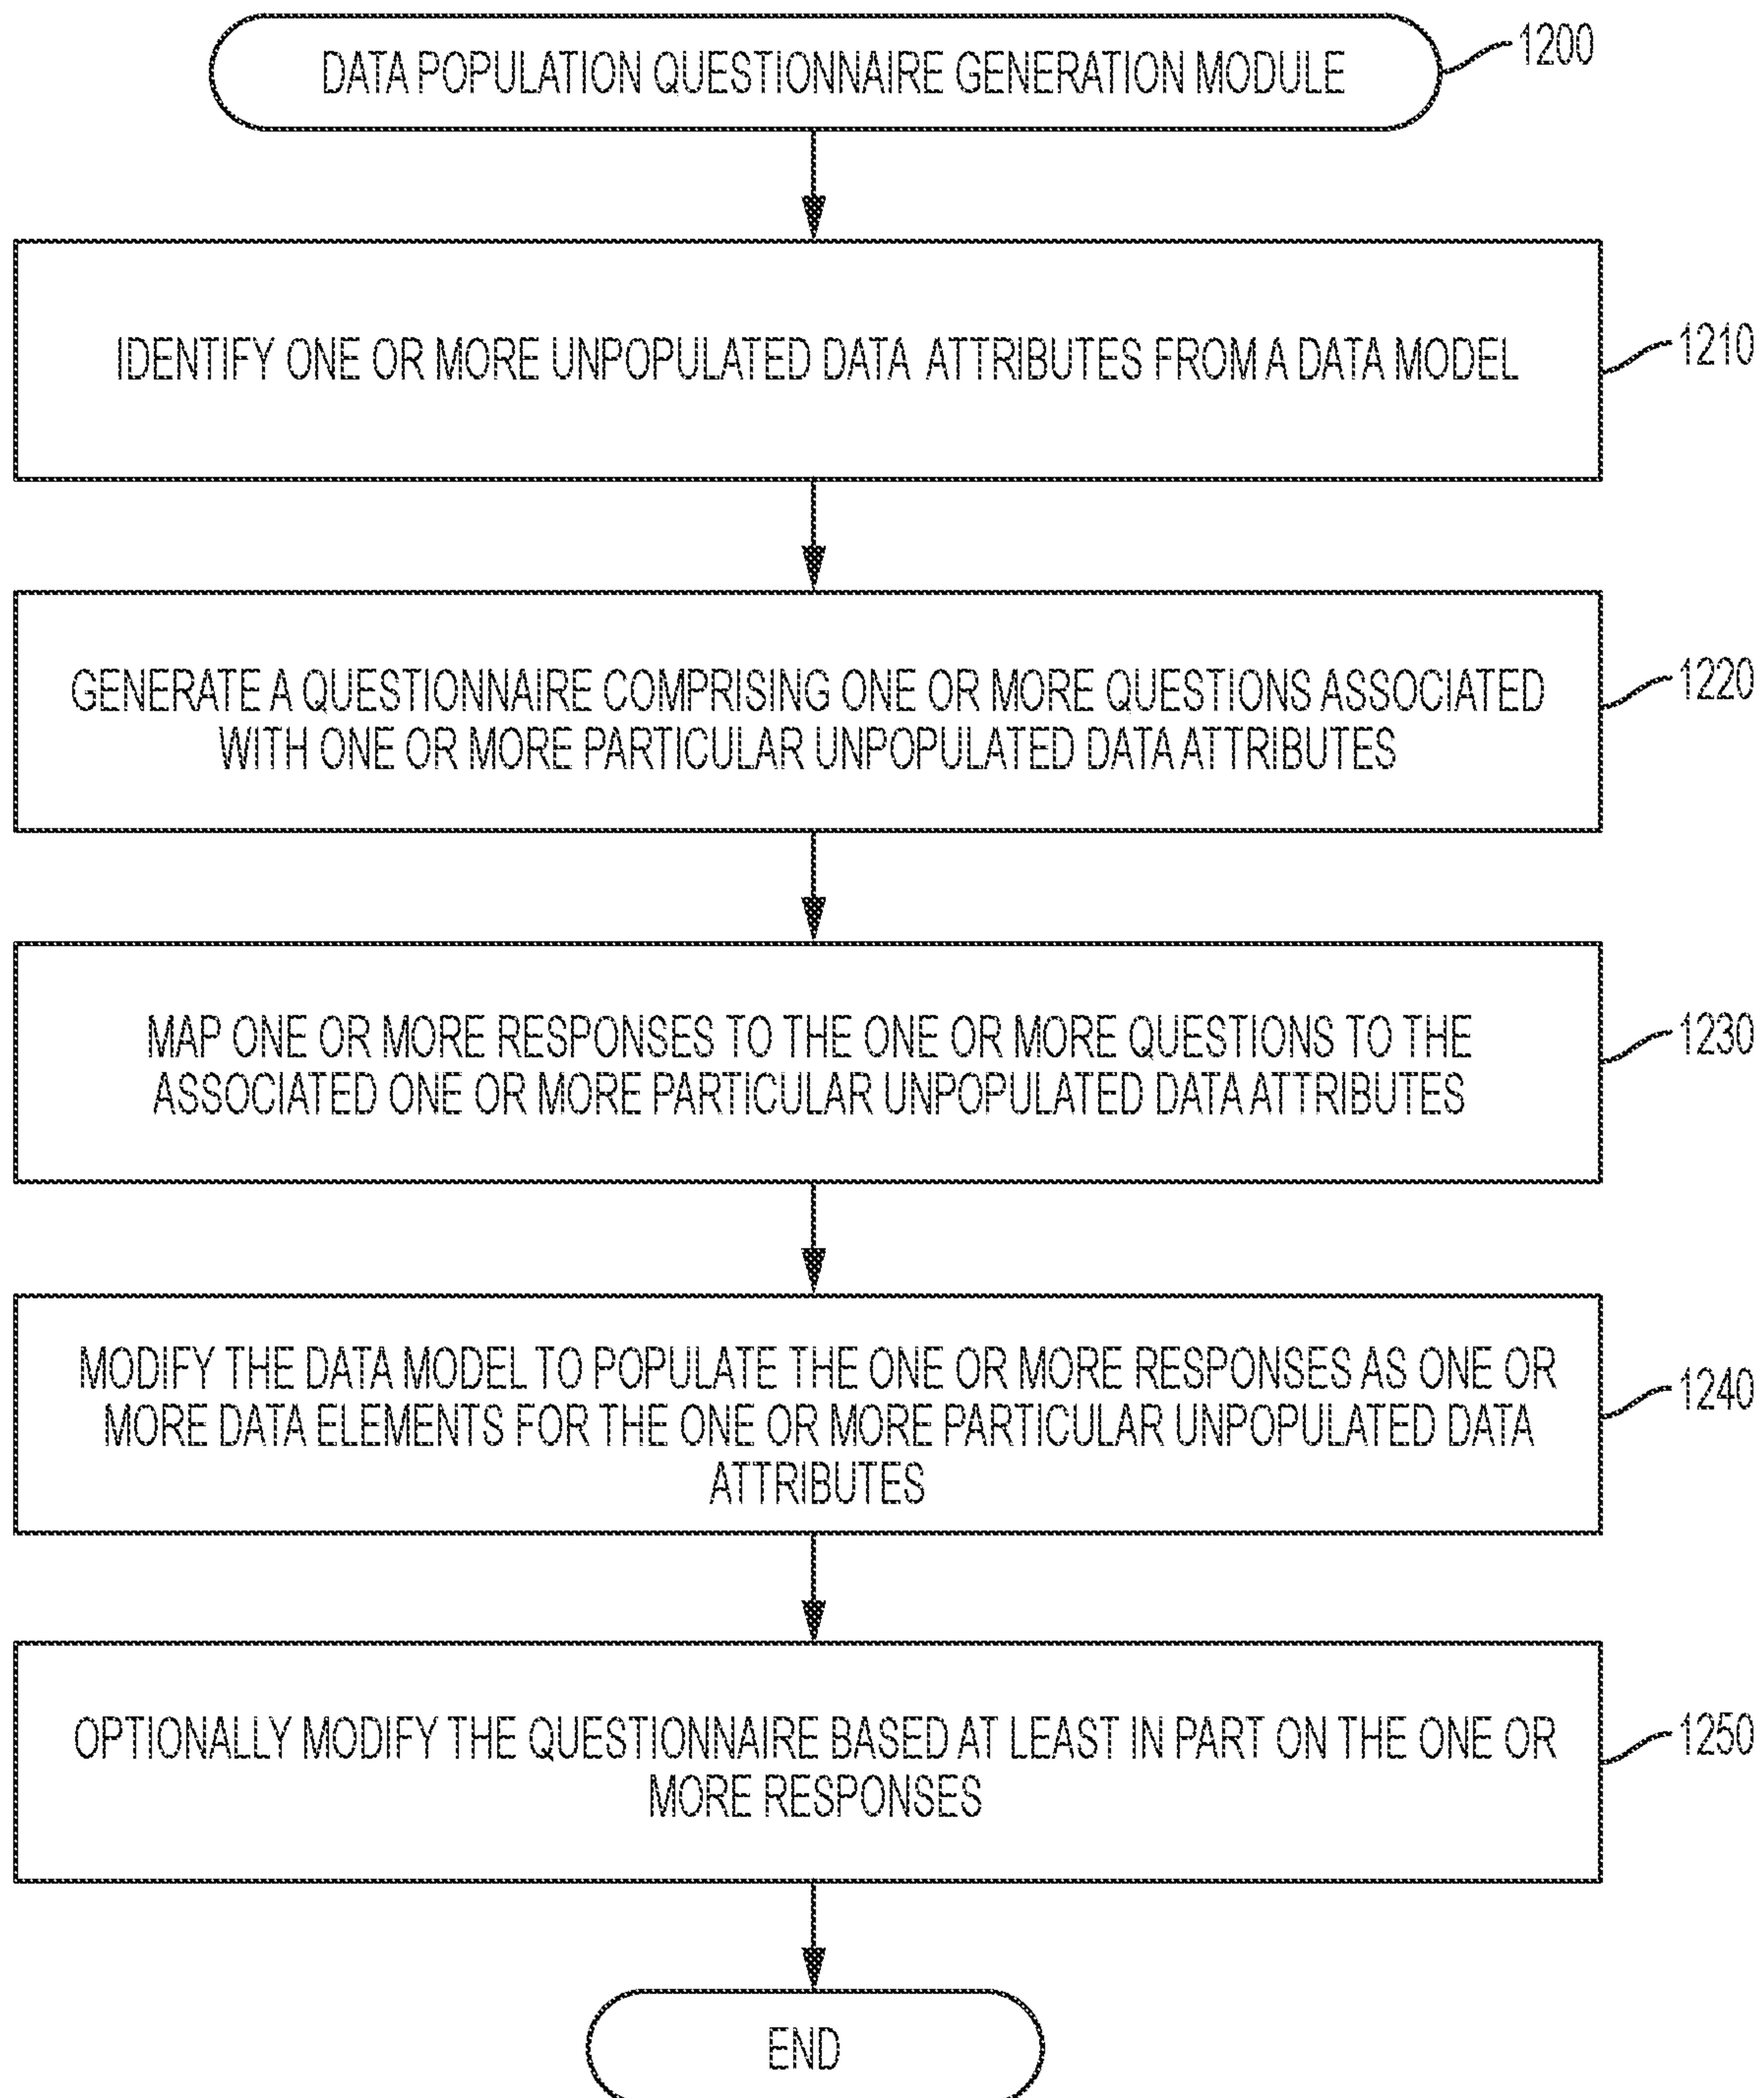 DATA POPULATION QUESTIONNAIRE GENERATION MODULE
1200
IDENTIFY ONE OR MORE UNPOPULATED DATA ATTRIBUTES FROM A DATA MODEL
1210
GENERATE A QUESTIONNAIRE COMPRISING ONE OR MORE QUESTIONS ASSOCIATED
WITH ONE OR MORE PARTICULAR UNPOPULATED DATA ATTRIBUTES
1220
MAP ONE OR MORE RESPONSES TO THE ONE OR MORE QUESTIONS TO THE
ASSOCIATED ONE OR MORE PARTICULAR UNPOPULATED DATA ATTRIBUTES
1230
MODIFY THE DATA MODEL TO POPULATE THE ONE OR MORE RESPONSES AS ONE OR
MORE DATA ELEMENTS FOR THE ONE OR MORE PARTICULAR UNPOPULATED DATA
ATTRIBUTES
1240
OPTIONALLY MODIFY THE QUESTIONNAIRE BASED AT LEAST IN PART ON THE ONE OR
MORE RESPONSES
1250
END